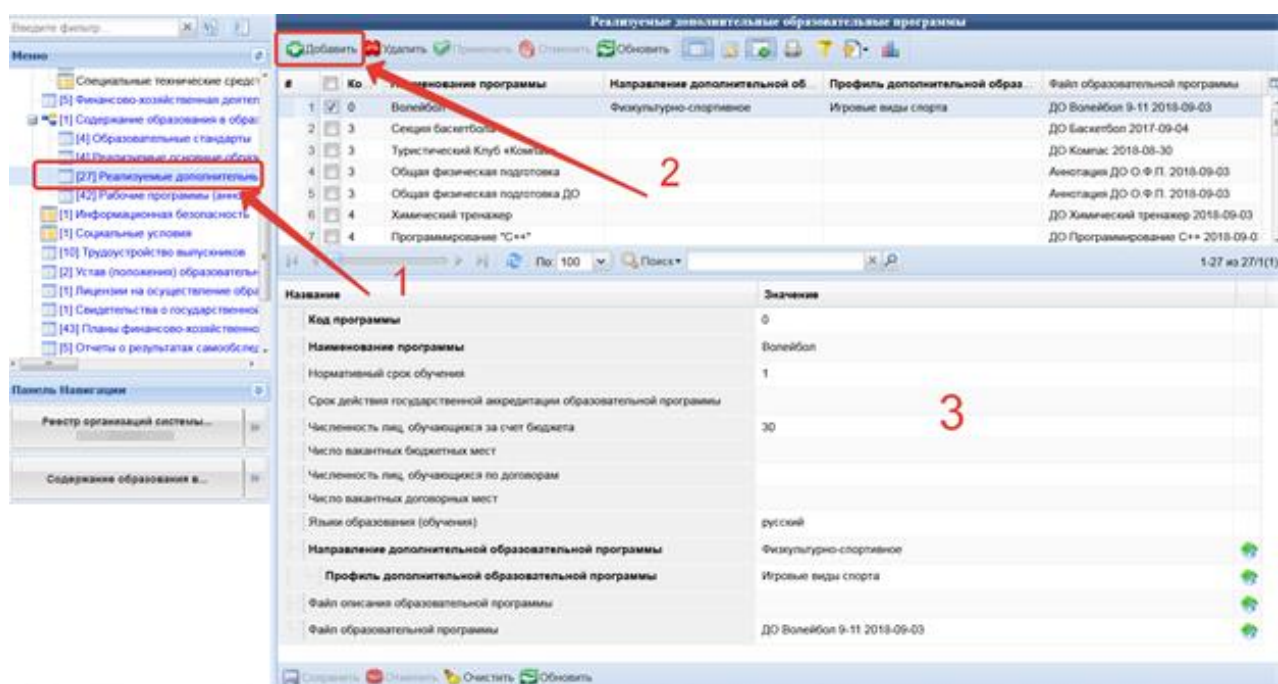 Реализуемые дополнительные образовательные программы
Введите фильтр...
Меню
Специальные технические средст
[5] Финансово-хозяйственная деятел
[1] Содержание образования в образ
[4] Образовательные стандарты
[4] Реализуемые основные образ
[27] Реализуемые дополнительнь
[42] Рабочие программы (анно
[1] Информационная безопасность
[1] Социальные условия
[10] Трудоустройство выпускников
[2] Устав (положения) образовательн
[1] Лицензии на осуществление обра
[1] Свидетельства о государственной
[43] Планы финансово-хозяйственно
[5] Отчеты о результатах самообслед
Панель Навигации
Реестр организаций системы...
Содержание образования в...
1
Добавить Удалить Применить Отменить Обновить
2
# Ко Наименование программы Направление дополнительной об... Профиль дополнительной образ... Файл образовательной программы
1 0 Волейбол Физкультурно-спортивное Игровые виды спорта ДО Волейбол 9-11 2018-09-03
2 3 Секция баскетбола ДО Баскетбол 2017-09-04
3 3 Туристический Клуб «Компас» ДО Компас 2018-08-30
4 3 Общая физическая подготовка Аннотация ДО О.Ф.П. 2018-09-03
5 3 Общая физическая подготовка ДО Аннотация ДО О.Ф.П. 2018-09-03
6 4 Химический тренажер ДО Химический тренажер 2018-09-03
7 4 Программирование "C++" ДО Программирование C++ 2018-09-0
По: 100 Поиск 1-27 из 27/1(1)
Название Значение
Код программы 0
Наименование программы Волейбол
Нормативный срок обучения 1
Срок действия государственной аккредитации образовательной программы
Численность лиц, обучающихся за счет бюджета 30
Число вакантных бюджетных мест
Численность лиц, обучающихся по договорам
Число вакантных договорных мест
Языки образования (обучения) русский
Направление дополнительной образовательной программы Физкультурно-спортивное
Профиль дополнительной образовательной программы Игровые виды спорта
Файл описания образовательной программы
Файл образовательной программы ДО Волейбол 9-11 2018-09-03
3
Сохранить Отменить Очистить Обновить